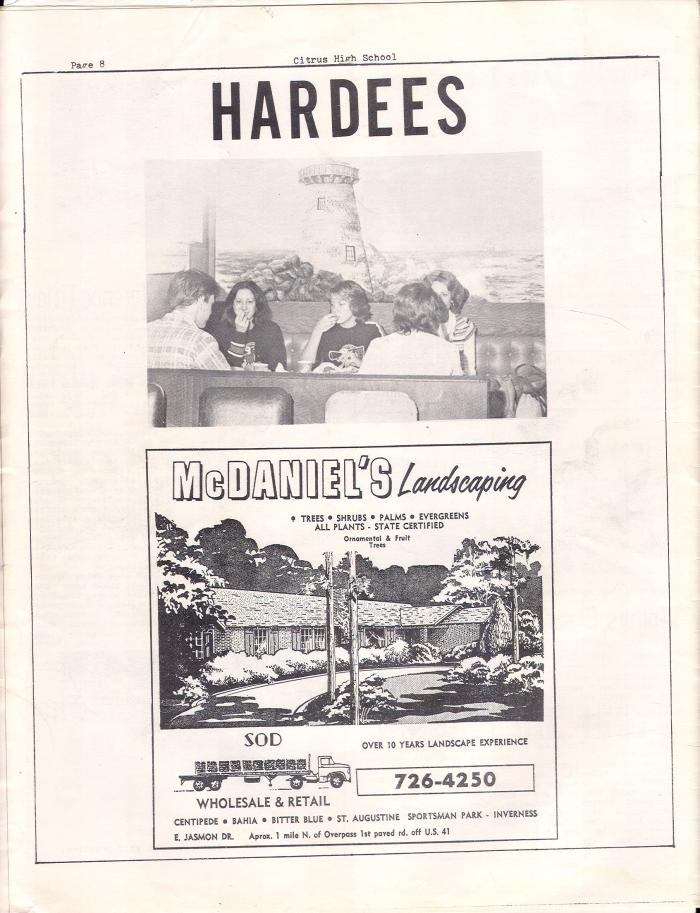 Page 8
Citrus High School
HARDEES
McDANIEL'S Landscaping
• TREES • SHRUBS • PALMS • EVERGREENS
ALL PLANTS - STATE CERTIFIED
Ornamental & Fruit
Trees
SOD
OVER 10 YEARS LANDSCAPE EXPERIENCE
726-4250
WHOLESALE & RETAIL
CENTIPEDE • BAHIA • BITTER BLUE • ST. AUGUSTINE SPORTSMAN PARK - INVERNESS
E. JASMON DR. Aprox. 1 mile N. of Overpass 1st paved rd. off U.S. 41